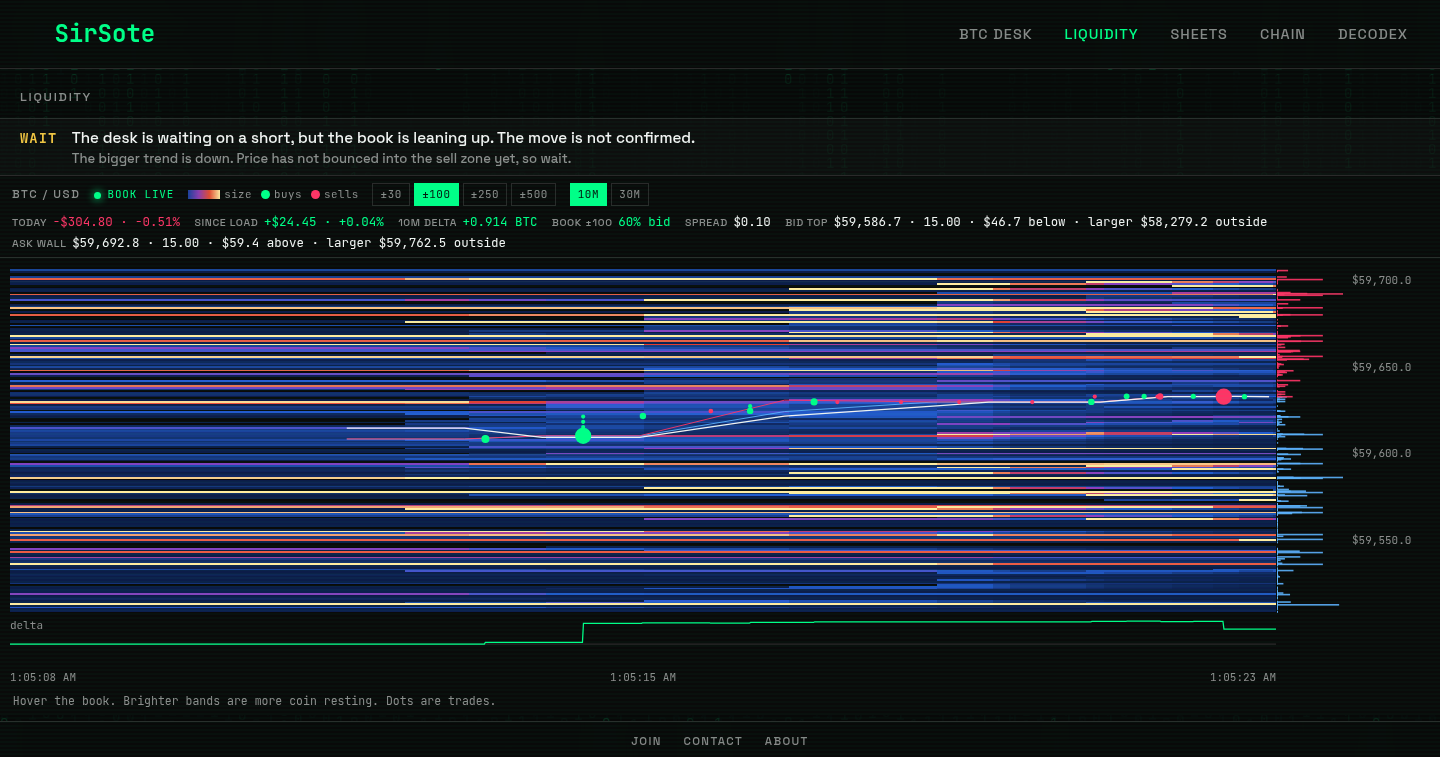 SirSote
BTC DESK LIQUIDITY SHEETS CHAIN DECODEX
LIQUIDITY
WAIT The desk is waiting on a short, but the book is leaning up. The move is not confirmed.
The bigger trend is down. Price has not bounced into the sell zone yet, so wait.
BTC / USD BOOK LIVE size buys sells ±30 ±100 ±250 ±500 10M 30M
TODAY -$304.80 · -0.51% SINCE LOAD +$24.45 · +0.04% 10M DELTA +0.914 BTC BOOK ±100 60% bid SPREAD $0.10 BID TOP $59,586.7 · 15.00 · $46.7 below · larger $58,279.2 outside
ASK WALL $59,692.8 · 15.00 · $59.4 above · larger $59,762.5 outside
$59,700.0
$59,650.0
$59,600.0
$59,550.0
delta
1:05:08 AM 1:05:15 AM 1:05:23 AM
Hover the book. Brighter bands are more coin resting. Dots are trades.
JOIN CONTACT ABOUT